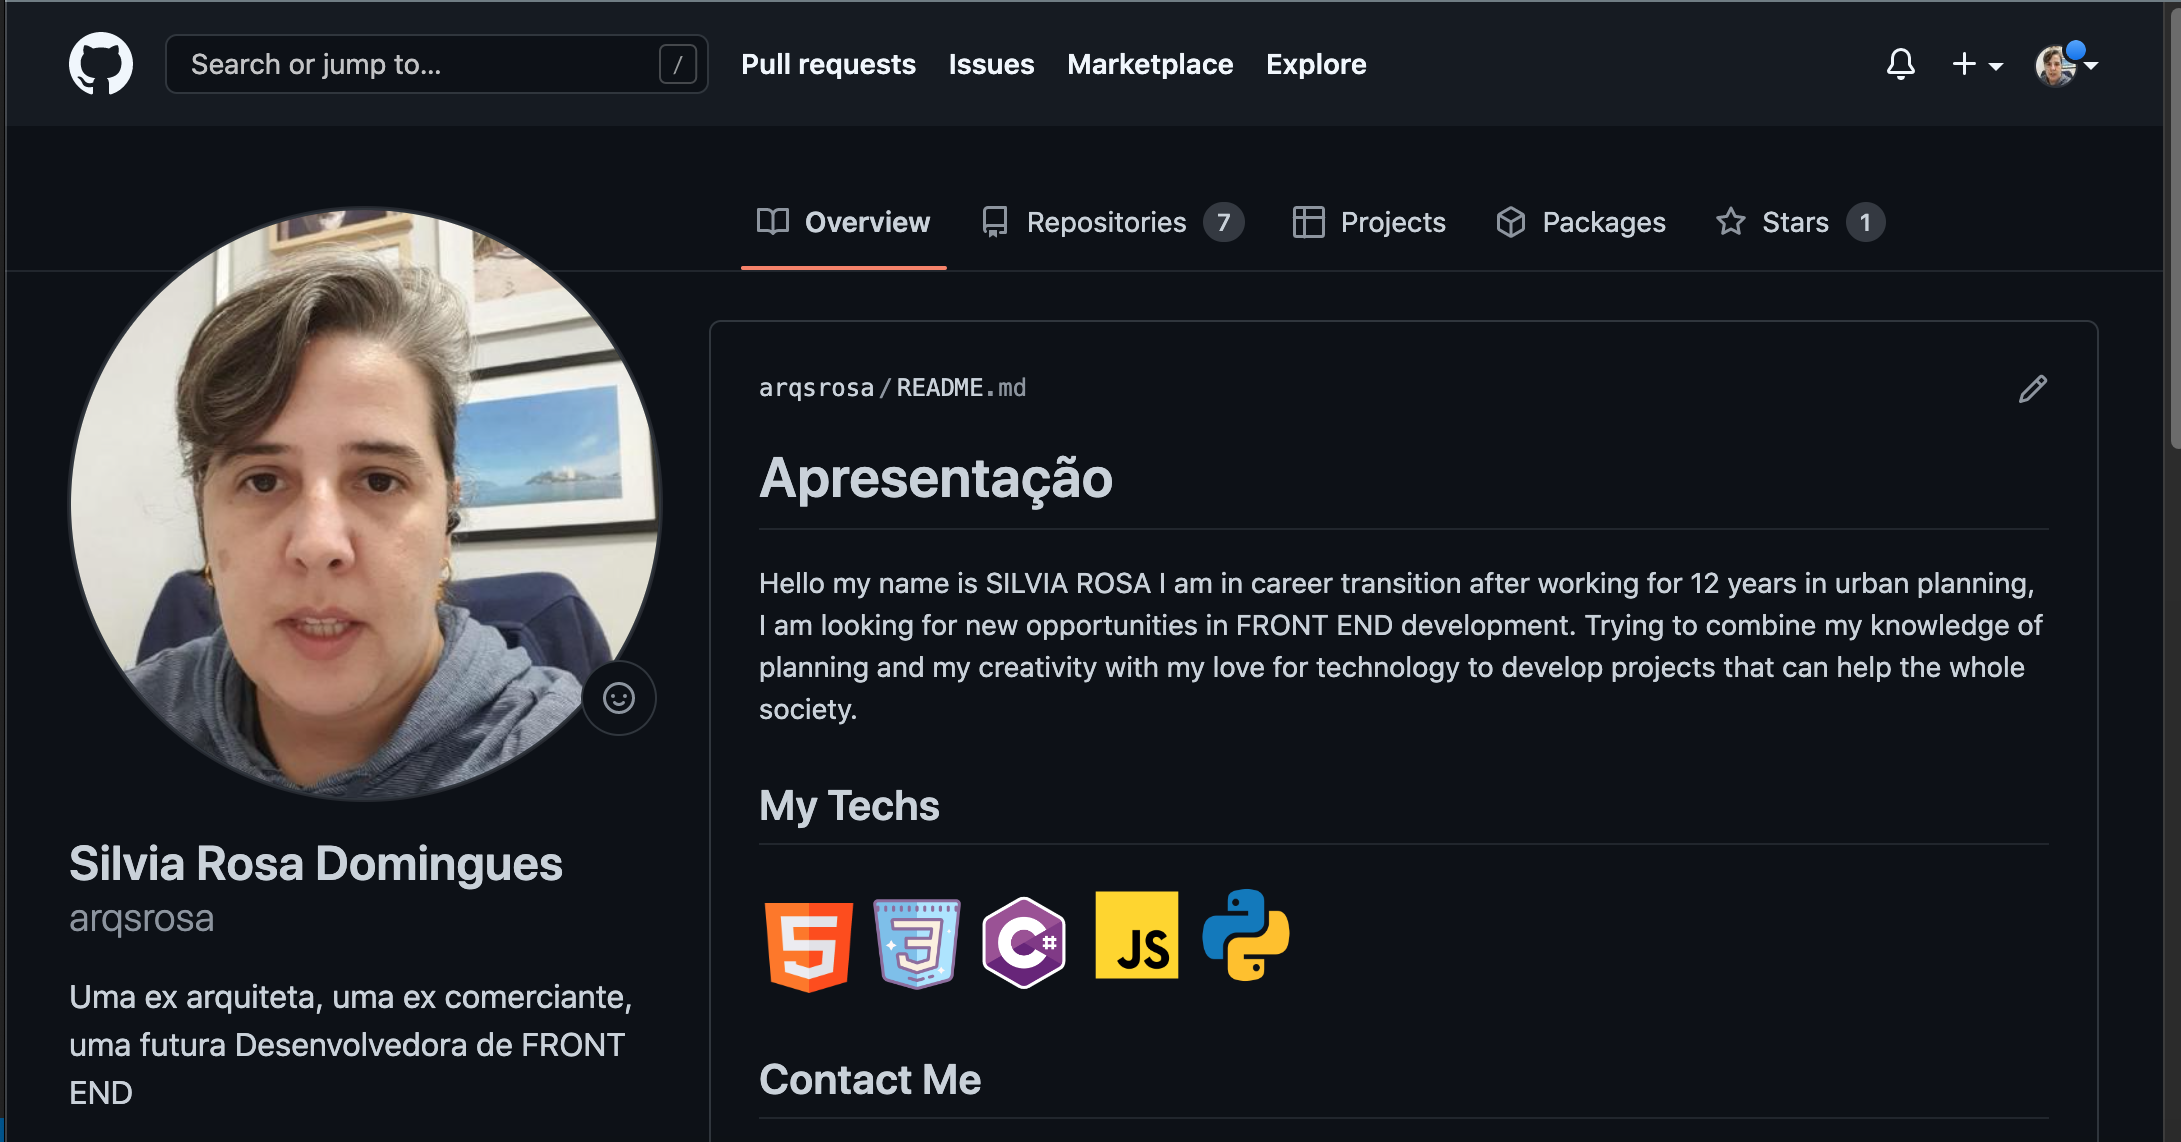 Search or jump to...
/
Pull requests
Issues
Marketplace
Explore
Overview
Repositories 7
Projects
Packages
Stars 1
Silvia Rosa Domingues
arqsrosa
Uma ex arquiteta, uma ex comerciante,
uma futura Desenvolvedora de FRONT
END
arqsrosa/README.md
Apresentação
Hello my name is SILVIA ROSA I am in career transition after working for 12 years in urban planning,
I am looking for new opportunities in FRONT END development. Trying to combine my knowledge of
planning and my creativity with my love for technology to develop projects that can help the whole
society.
My Techs
5
3
C#
JS
Contact Me